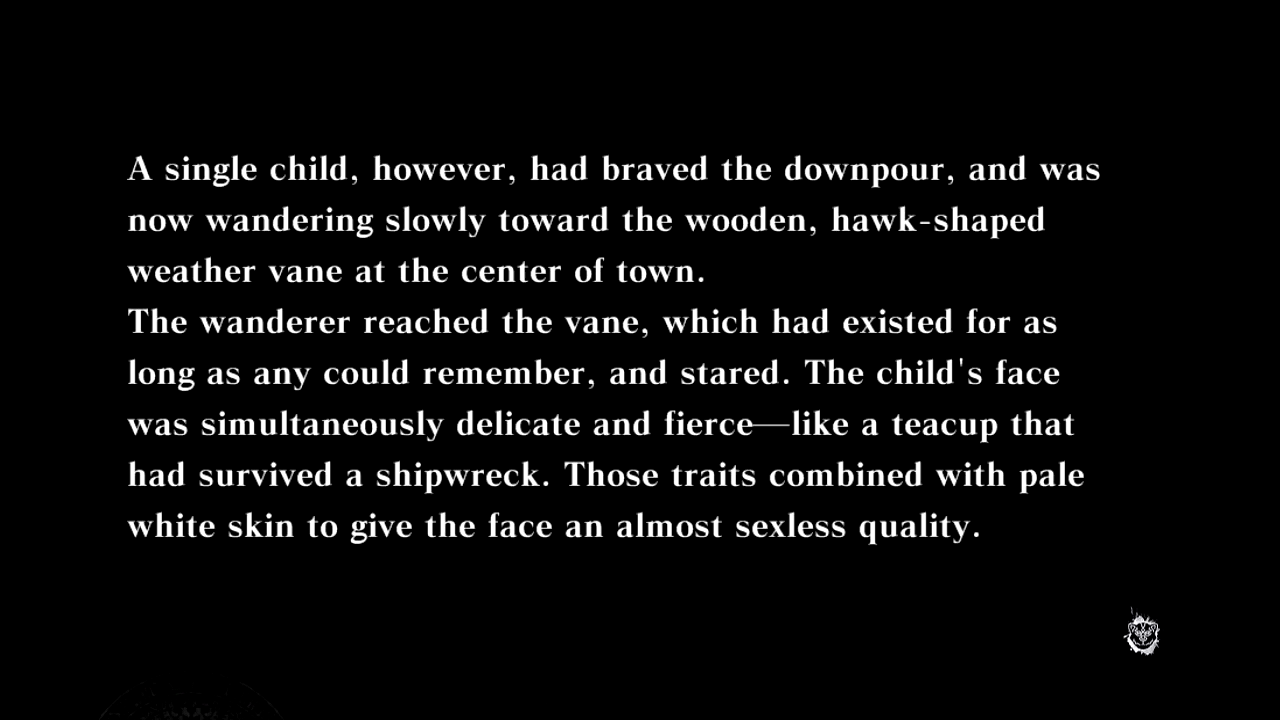 A single child, however, had braved the downpour, and was
now wandering slowly toward the wooden, hawk-shaped
weather vane at the center of town.
The wanderer reached the vane, which had existed for as
long as any could remember, and stared. The child's face
was simultaneously delicate and fierce—like a teacup that
had survived a shipwreck. Those traits combined with pale
white skin to give the face an almost sexless quality.